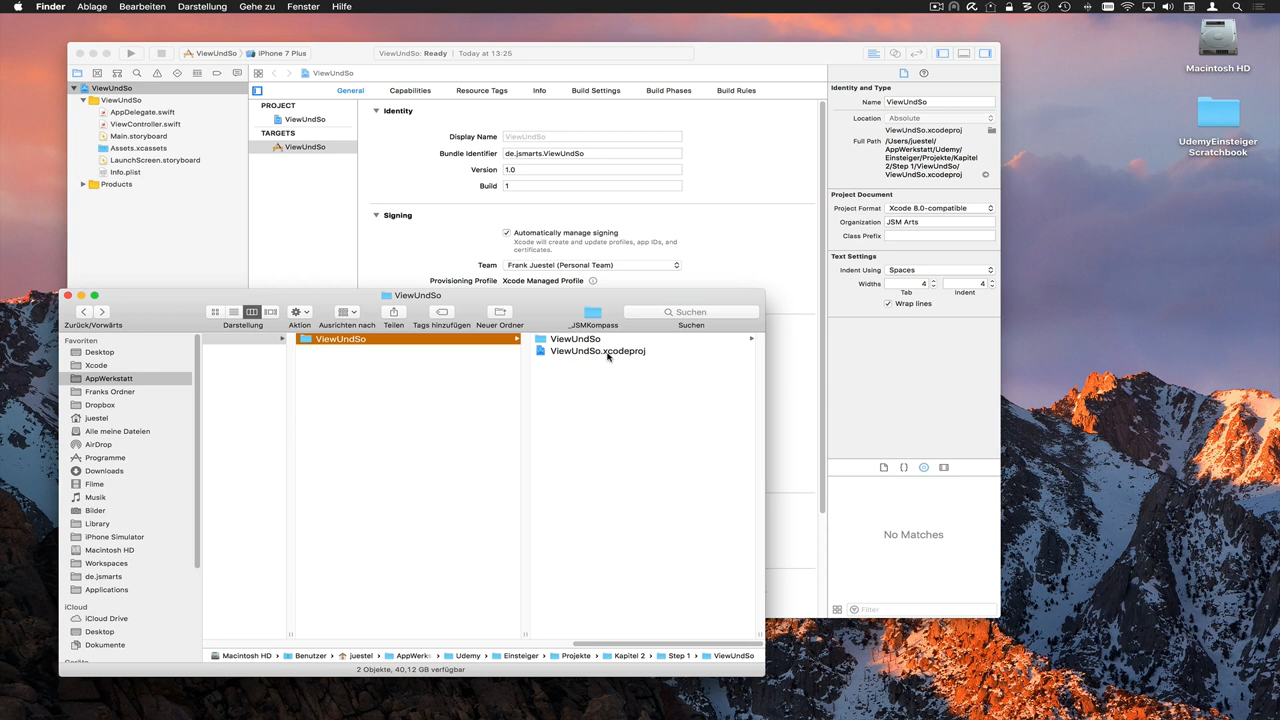 Finder Ablage Bearbeiten Darstellung Gehe zu Fenster Hilfe
Macintosh HD
UdemyEinsteiger
Scratchbook
ViewUndSo iPhone 7 Plus
ViewUndSo: Ready Today at 13:25
ViewUndSo
ViewUndSo
ViewUndSo
AppDelegate.swift
ViewController.swift
Main.storyboard
Assets.xcassets
LaunchScreen.storyboard
Info.plist
Products
General Capabilities Resource Tags Info Build Settings Build Phases Build Rules
PROJECT
ViewUndSo
TARGETS
ViewUndSo
Identity
Display Name ViewUndSo
Bundle Identifier de.jsmarts.ViewUndSo
Version 1.0
Build 1
Signing
Automatically manage signing
Xcode will create and update profiles, app IDs, and
certificates.
Team Frank Juestel (Personal Team)
Provisioning Profile Xcode Managed Profile
Identity and Type
Name ViewUndSo
Location Absolute
ViewUndSo.xcodeproj
Full Path /Users/juestel/
AppWerkstatt/Udemy/
Einsteiger/Projekte/Kapitel
2/Step 1/ViewUndSo/
ViewUndSo.xcodeproj
Project Document
Project Format Xcode 8.0-compatible
Organization JSM Arts
Class Prefix
Text Settings
Indent Using Spaces
Widths 4 4
Tab Indent
Wrap lines
No Matches
Filter
ViewUndSo
Suchen
Zurück/Vorwärts Darstellung Aktion Ausrichten nach Teilen Tags hinzufügen Neuer Ordner _JSMKompass Suchen
Favoriten
Desktop
Xcode
AppWerkstatt
Franks Ordner
Dropbox
juestel
Alle meine Dateien
AirDrop
Programme
Downloads
Filme
Musik
Bilder
Library
iPhone Simulator
Macintosh HD
Workspaces
de.jsmarts
Applications
iCloud
iCloud Drive
Desktop
Dokumente
ViewUndSo
ViewUndSo
ViewUndSo.xcodeproj
Macintosh HD Benutzer juestel AppWerk Udemy Einsteiger Projekte Kapitel 2 Step 1 ViewUndSo
2 Objekte, 40,12 GB verfügbar